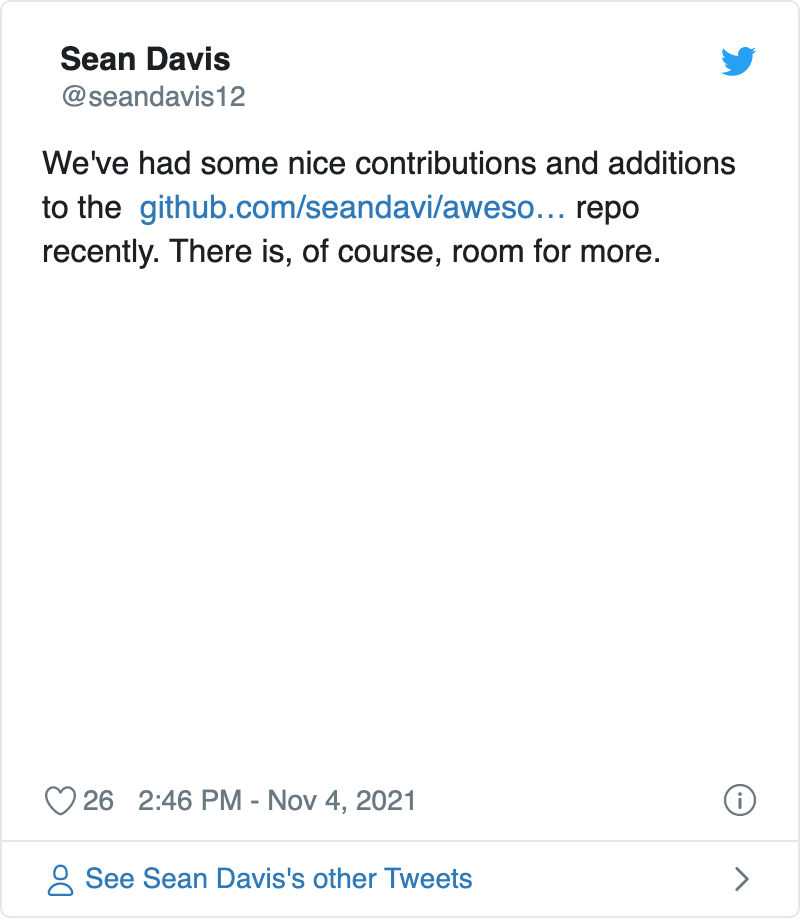 Sean Davis
@seandavis12
We've had some nice contributions and additions
to the github.com/seandavi/aweso… repo
recently. There is, of course, room for more.
26 2:46 PM - Nov 4, 2021
See Sean Davis's other Tweets